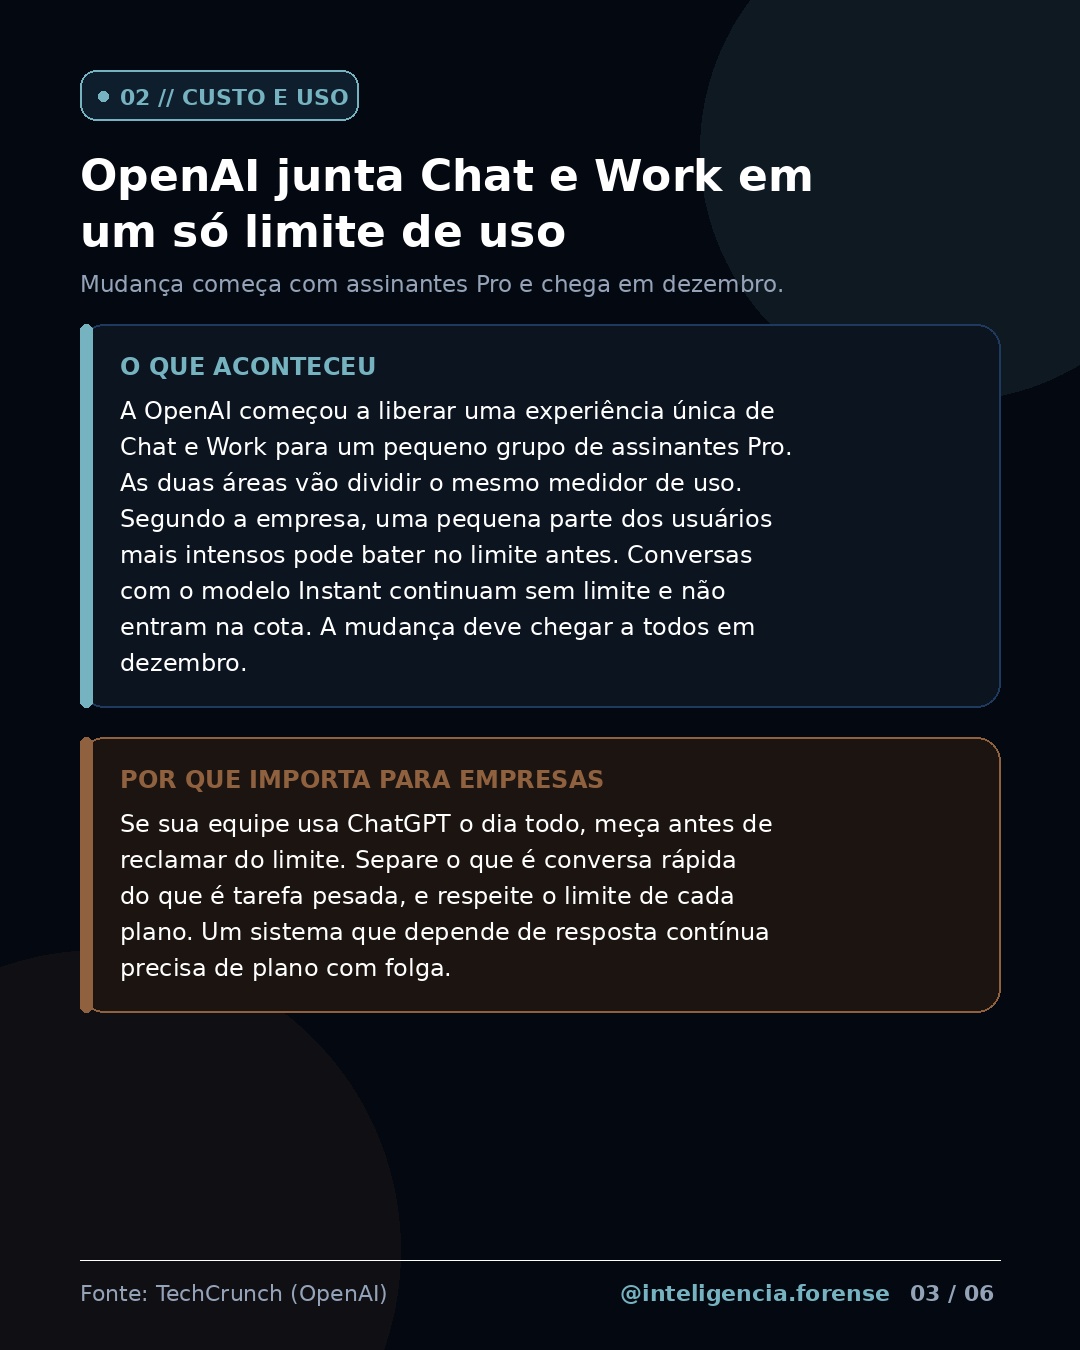 02 // CUSTO E USO
OpenAI junta Chat e Work em
um só limite de uso
Mudança começa com assinantes Pro e chega em dezembro.
O QUE ACONTECEU
A OpenAI começou a liberar uma experiência única de
Chat e Work para um pequeno grupo de assinantes Pro.
As duas áreas vão dividir o mesmo medidor de uso.
Segundo a empresa, uma pequena parte dos usuários
mais intensos pode bater no limite antes. Conversas
com o modelo Instant continuam sem limite e não
entram na cota. A mudança deve chegar a todos em
dezembro.
POR QUE IMPORTA PARA EMPRESAS
Se sua equipe usa ChatGPT o dia todo, meça antes de
reclamar do limite. Separe o que é conversa rápida
do que é tarefa pesada, e respeite o limite de cada
plano. Um sistema que depende de resposta contínua
precisa de plano com folga.
Fonte: TechCrunch (OpenAI)
@inteligencia.forense 03 / 06